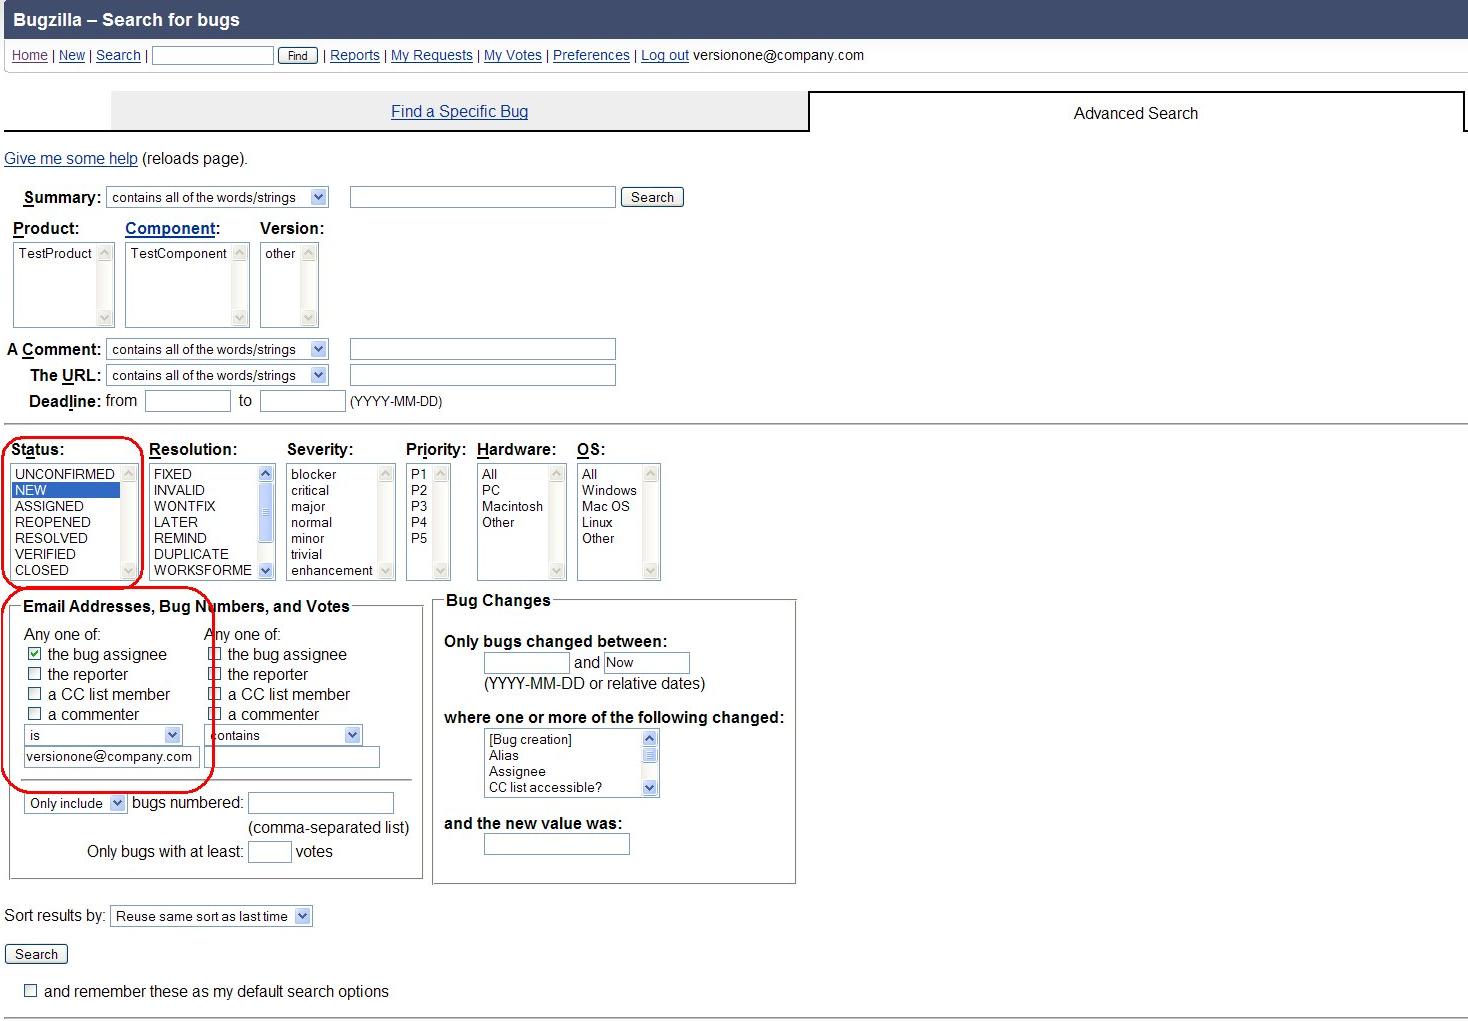 Bugzilla – Search for bugs
Home | New | Search | Find | Reports | My Requests | My Votes | Preferences | Log out versionone@company.com
Find a Specific Bug Advanced Search
Give me some help (reloads page).
Summary: contains all of the words/strings Search
Product: Component: Version:
TestProduct TestComponent other
A Comment: contains all of the words/strings
The URL: contains all of the words/strings
Deadline: from to (YYYY-MM-DD)
Status: Resolution: Severity: Priority: Hardware: OS:
UNCONFIRMED FIXED blocker P1 All All
NEW INVALID critical P2 PC Windows
ASSIGNED WONTFIX major P3 Macintosh Mac OS
REOPENED LATER normal P4 Other Linux
RESOLVED REMIND minor P5 Other
VERIFIED DUPLICATE trivial
CLOSED WORKSFORME enhancement
Email Addresses, Bug Numbers, and Votes
Any one of: Any one of:
the bug assignee the bug assignee
the reporter the reporter
a CC list member a CC list member
a commenter a commenter
is contains
versionone@company.com
Only include bugs numbered:
(comma-separated list)
Only bugs with at least: votes
Bug Changes
Only bugs changed between:
and Now
(YYYY-MM-DD or relative dates)
where one or more of the following changed:
[Bug creation]
Alias
Assignee
CC list accessible?
and the new value was:
Sort results by: Reuse same sort as last time
Search
and remember these as my default search options